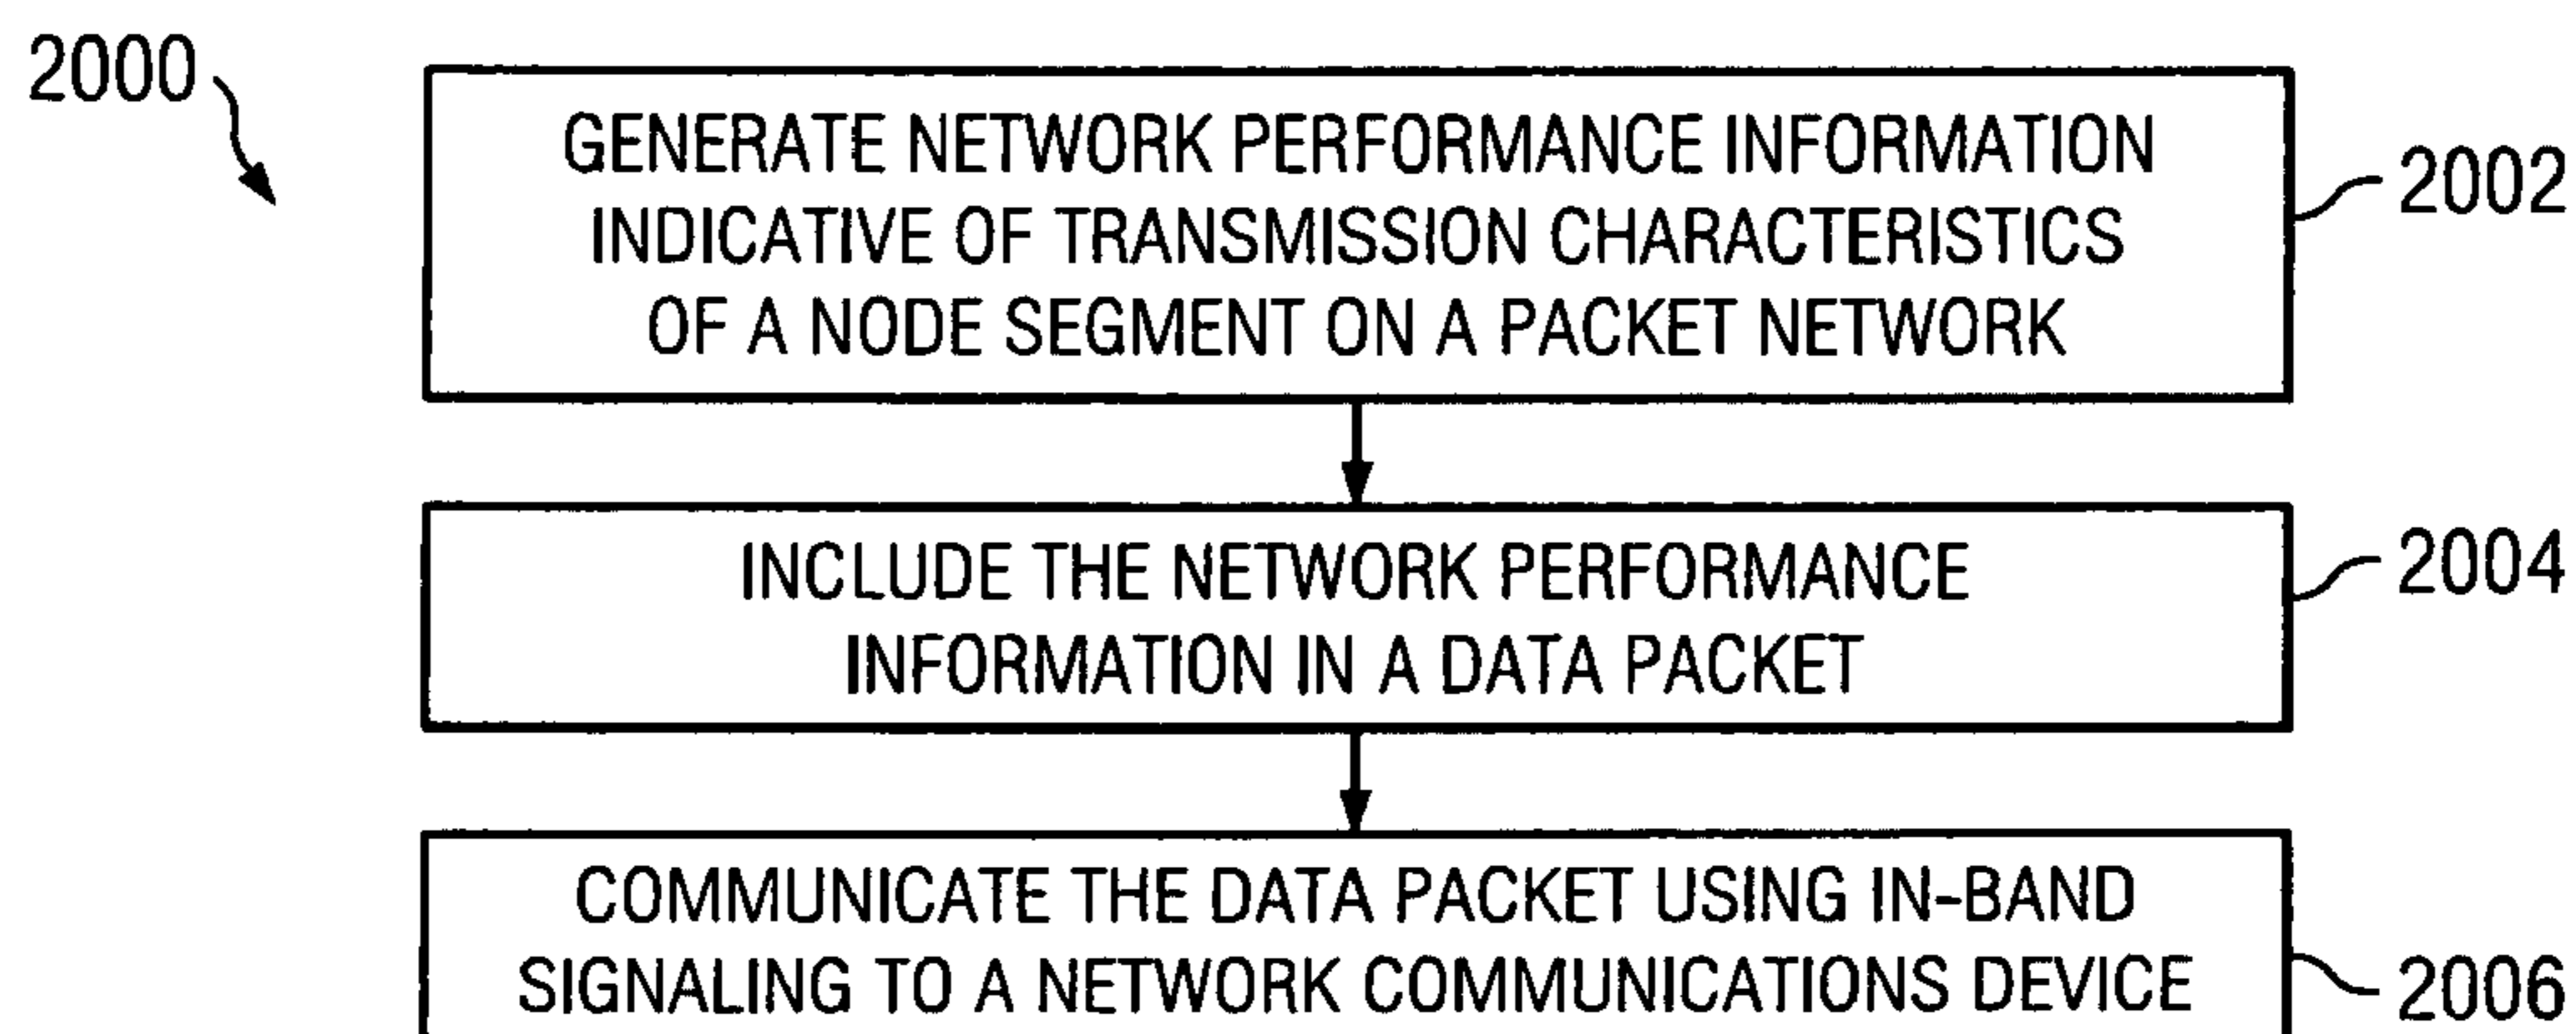 2000
GENERATE NETWORK PERFORMANCE INFORMATION
INDICATIVE OF TRANSMISSION CHARACTERISTICS
OF A NODE SEGMENT ON A PACKET NETWORK
2002
INCLUDE THE NETWORK PERFORMANCE
INFORMATION IN A DATA PACKET
2004
COMMUNICATE THE DATA PACKET USING IN-BAND
SIGNALING TO A NETWORK COMMUNICATIONS DEVICE
2006